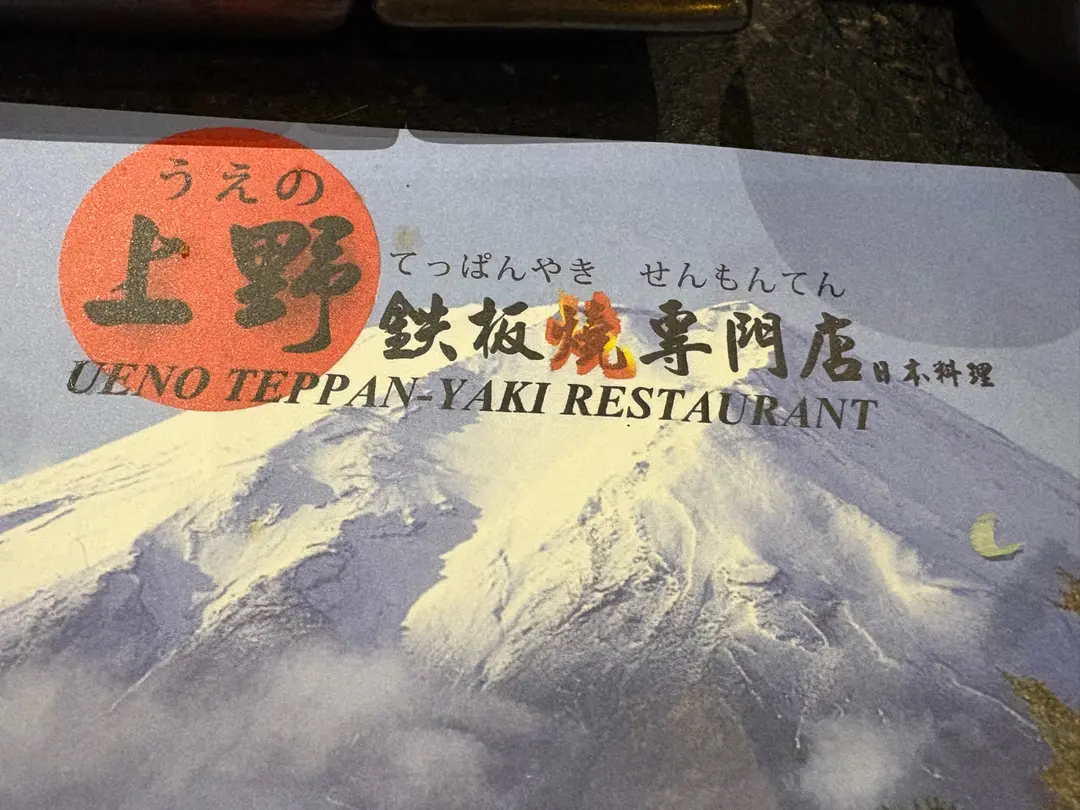 うえの
上野
てっぱんやき せんもんてん
鉄板焼専門店日本料理
UENO TEPPAN-YAKI RESTAURANT